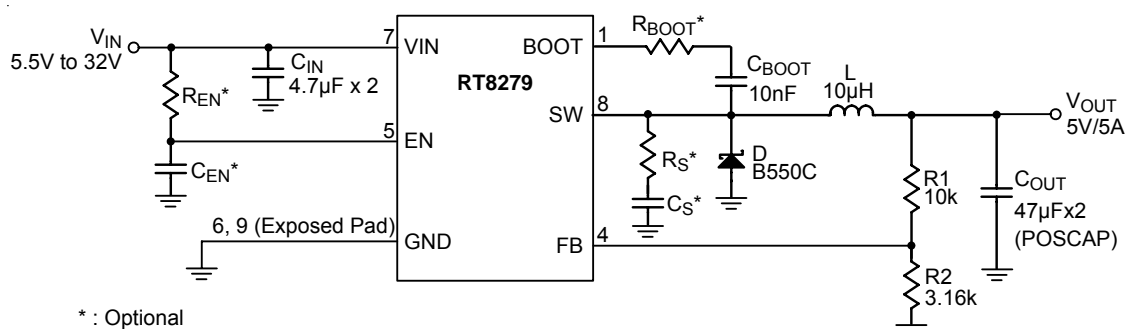 VIN
5.5V to 32V
REN*
CIN
4.7µF x 2
CEN*
7
VIN
5
EN
6, 9 (Exposed Pad)
GND
RT8279
BOOT
1
SW
8
FB
4
RBOOT*
CBOOT
10nF
L
10µH
RS*
CS*
D
B550C
R1
10k
R2
3.16k
COUT
47µFx2
(POSCAP)
VOUT
5V/5A
* : Optional